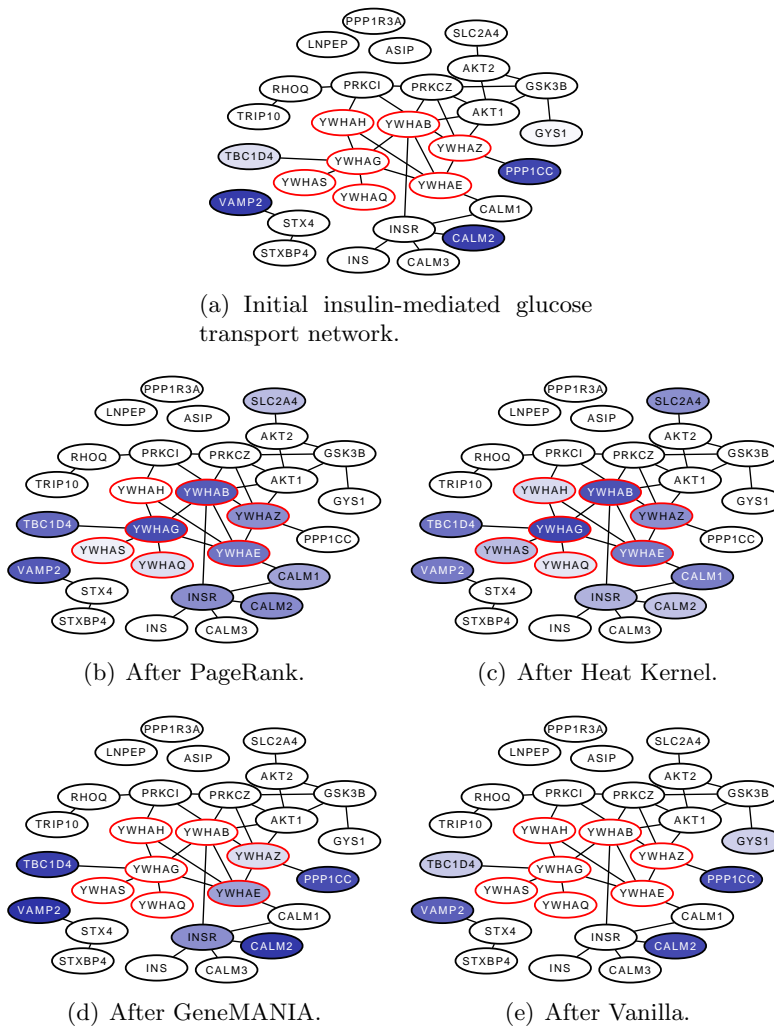 PPP1R3A
LNPEP
ASIP
SLC2A4
AKT2
RHOQ
PRKCI
PRKCZ
GSK3B
TRIP10
AKT1
YWHAH
YWHAB
GYS1
TBC1D4
YWHAG
YWHAZ
PPP1CC
YWHAS
YWHAQ
YWHAE
VAMP2
STX4
CALM1
INSR
CALM2
STXBP4
INS
CALM3
(a) Initial insulin-mediated glucose
transport network.
PPP1R3A
LNPEP
ASIP
SLC2A4
AKT2
RHOQ
PRKCI
PRKCZ
GSK3B
TRIP10
AKT1
YWHAH
YWHAB
GYS1
TBC1D4
YWHAG
YWHAZ
PPP1CC
YWHAS
YWHAQ
YWHAE
VAMP2
STX4
CALM1
INSR
CALM2
STXBP4
INS
CALM3
(b) After PageRank.
PPP1R3A
LNPEP
ASIP
SLC2A4
AKT2
RHOQ
PRKCI
PRKCZ
GSK3B
TRIP10
AKT1
YWHAH
YWHAB
GYS1
TBC1D4
YWHAG
YWHAZ
PPP1CC
YWHAS
YWHAQ
YWHAE
VAMP2
STX4
CALM1
INSR
CALM2
STXBP4
INS
CALM3
(c) After Heat Kernel.
PPP1R3A
LNPEP
ASIP
SLC2A4
AKT2
RHOQ
PRKCI
PRKCZ
GSK3B
TRIP10
AKT1
YWHAH
YWHAB
GYS1
TBC1D4
YWHAG
YWHAZ
PPP1CC
YWHAS
YWHAQ
YWHAE
VAMP2
STX4
CALM1
INSR
CALM2
STXBP4
INS
CALM3
(d) After GeneMANIA.
PPP1R3A
LNPEP
ASIP
SLC2A4
AKT2
RHOQ
PRKCI
PRKCZ
GSK3B
TRIP10
AKT1
YWHAH
YWHAB
GYS1
TBC1D4
YWHAG
YWHAZ
PPP1CC
YWHAS
YWHAQ
YWHAE
VAMP2
STX4
CALM1
INSR
CALM2
STXBP4
INS
CALM3
(e) After Vanilla.